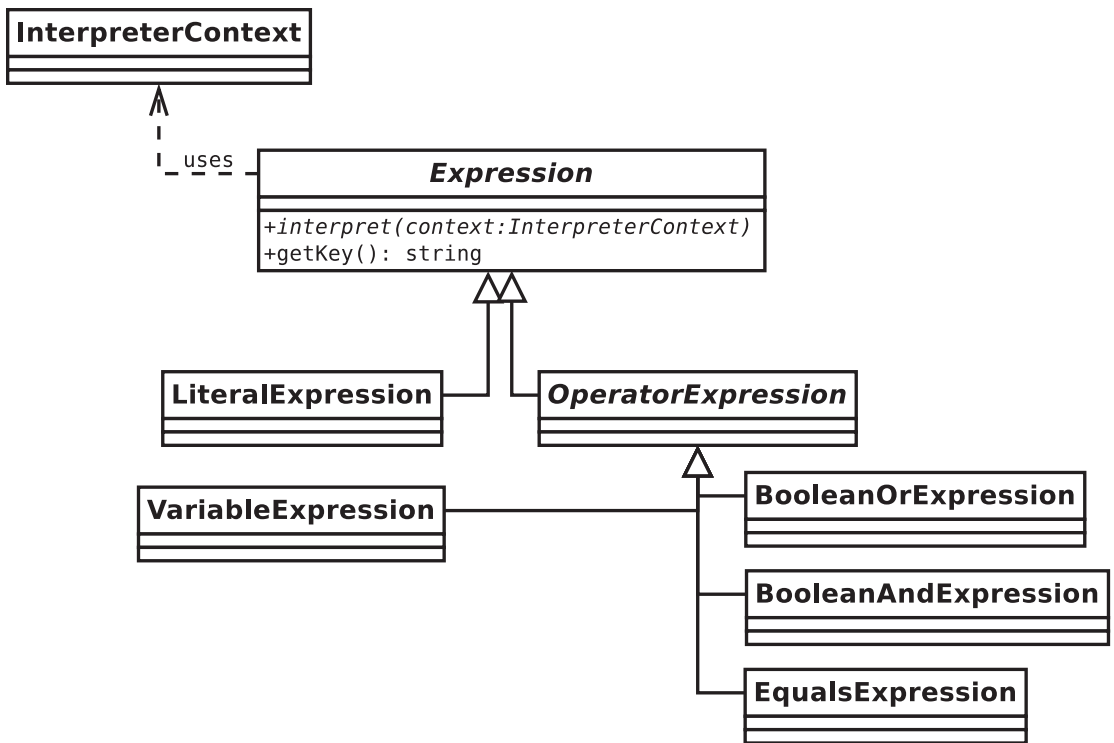 InterpreterContext
uses
Expression
+interpret(context:InterpreterContext)
+getKey(): string
LiteralExpression
OperatorExpression
VariableExpression
BooleanOrExpression
BooleanAndExpression
EqualsExpression